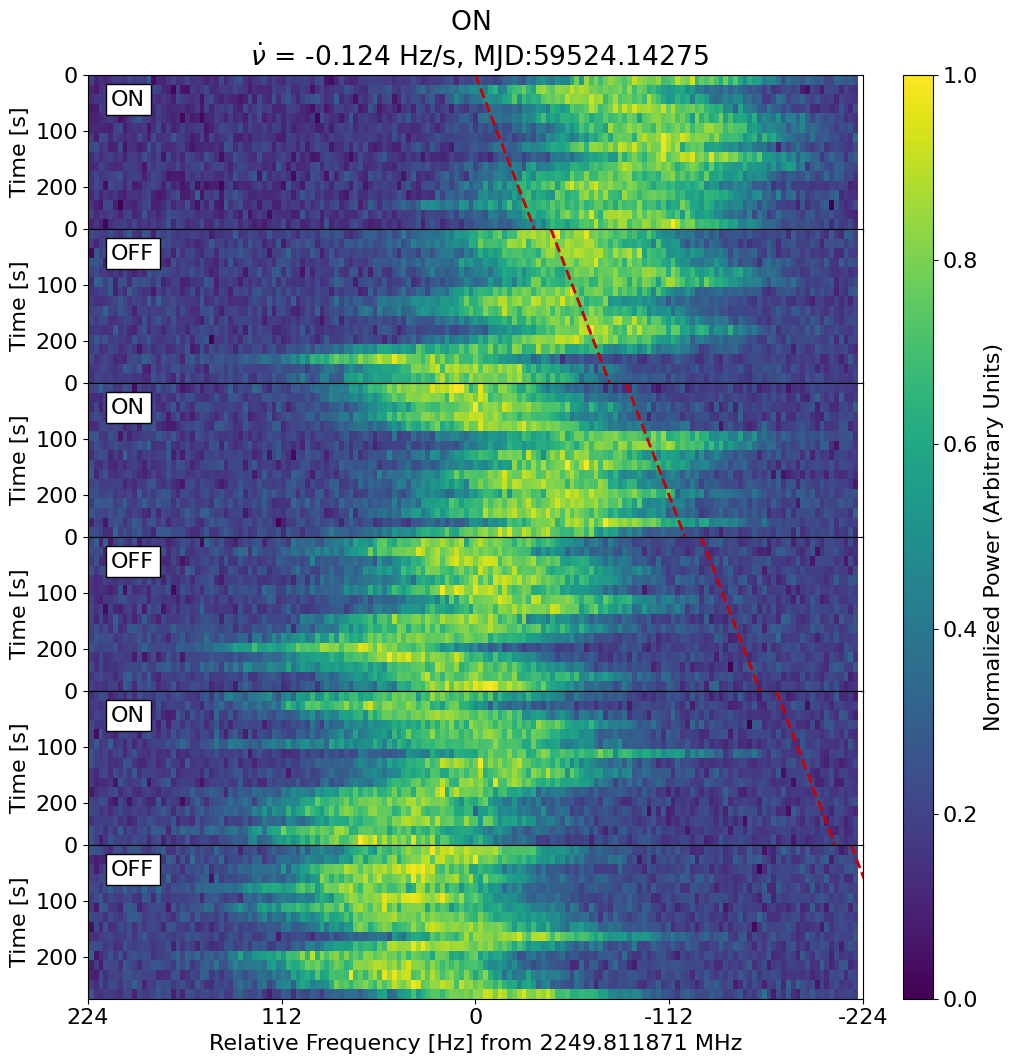 ON
ν̇ = -0.124 Hz/s, MJD:59524.14275
0
ON
100
200
Time [s]
0
OFF
100
200
Time [s]
0
ON
100
200
Time [s]
0
OFF
100
200
Time [s]
0
ON
100
200
Time [s]
0
OFF
100
200
Time [s]
224 112 0 -112 -224
Relative Frequency [Hz] from 2249.811871 MHz
1.0
0.8
0.6
0.4
0.2
0.0
Normalized Power (Arbitrary Units)